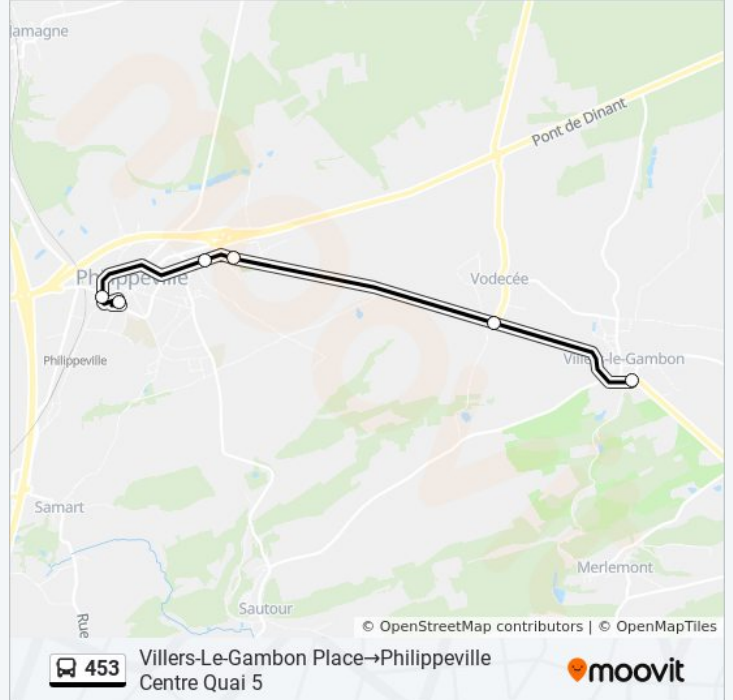 lamagne
Pont de Dinant
Philippeville
Vodecée
Philippeville
Villers-le-Gambon
Samart
Merlemont
Sautour
Rue
© OpenStreetMap contributors | © OpenMapTiles
453
Villers-Le-Gambon Place→Philippeville
Centre Quai 5
moovit